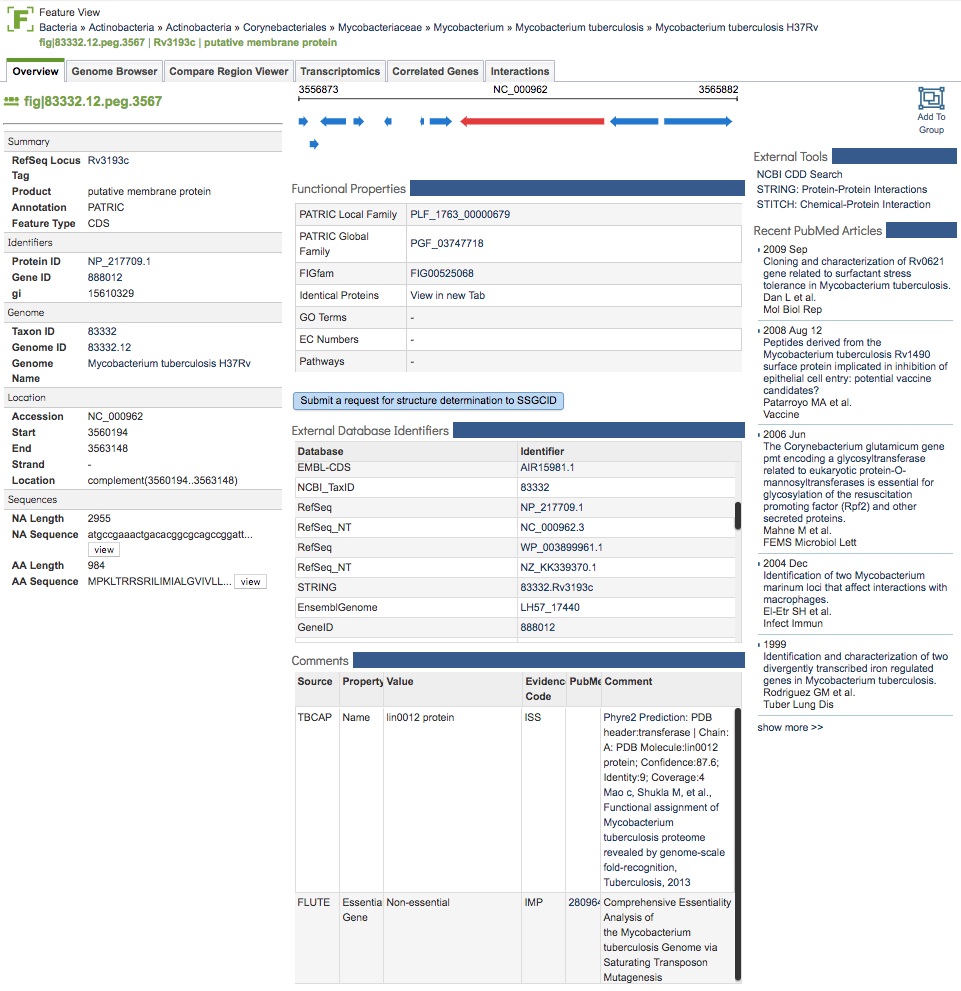 Feature View
Bacteria » Actinobacteria » Actinobacteria » Corynebacteriales » Mycobacteriaceae » Mycobacterium » Mycobacterium tuberculosis » Mycobacterium tuberculosis H37Rv
fig|83332.12.peg.3567 | Rv3193c | putative membrane protein
Overview Genome Browser Compare Region Viewer Transcriptomics Correlated Genes Interactions
fig|83332.12.peg.3567
Summary
RefSeq Locus Rv3193c
Tag
Product putative membrane protein
Annotation PATRIC
Feature Type CDS
Identifiers
Protein ID NP_217709.1
Gene ID 888012
gi 15610329
Genome
Taxon ID 83332
Genome ID 83332.12
Genome Mycobacterium tuberculosis H37Rv
Name
Location
Accession NC_000962
Start 3560194
End 3563148
Strand -
Location complement(3560194..3563148)
Sequences
NA Length 2955
NA Sequence atgccgaaactgacacggcgcagccggatt...
view
AA Length 984
AA Sequence MPKLTRRSRILIMIALGVIVLL... view
3556873 NC_000962 3565882
Functional Properties
PATRIC Local Family PLF_1763_00000679
PATRIC Global
Family PGF_03747718
FIGfam FIG00525068
Identical Proteins View in new Tab
GO Terms -
EC Numbers -
Pathways -
Submit a request for structure determination to SSGCID
External Database Identifiers
Database Identifier
EMBL-CDS AIR15981.1
NCBI_TaxID 83332
RefSeq NP_217709.1
RefSeq_NT NC_000962.3
RefSeq WP_003899961.1
RefSeq_NT NZ_KK339370.1
STRING 83332.Rv3193c
EnsemblGenome LH57_17440
GeneID 888012
Comments
Source Property Value Evidenc PubMe Comment
Code
TBCAP Name lin0012 protein ISS Phyre2 Prediction: PDB
header:transferase | Chain:
A: PDB Molecule:lin0012
protein; Confidence:87.6;
Identity:9; Coverage:4
Mao c, Shukla M, et al.,
Functional assignment of
Mycobacterium
tuberculosis proteome
revealed by genome-scale
fold-recognition,
Tuberculosis, 2013
FLUTE Essentia Non-essential IMP 280964 Comprehensive Essentiality
Gene Analysis of
the Mycobacterium
tuberculosis Genome via
Saturating Transposon
Mutagenesis
Add To
Group
External Tools
NCBI CDD Search
STRING: Protein-Protein Interactions
STITCH: Chemical-Protein Interaction
Recent PubMed Articles
2009 Sep
Cloning and characterization of Rv0621
gene related to surfactant stress
tolerance in Mycobacterium tuberculosis.
Dan L et al.
Mol Biol Rep
2008 Aug 12
Peptides derived from the
Mycobacterium tuberculosis Rv1490
surface protein implicated in inhibition of
epithelial cell entry: potential vaccine
candidates?
Patarroyo MA et al.
Vaccine
2006 Jun
The Corynebacterium glutamicum gene
pmt encoding a glycosyltransferase
related to eukaryotic protein-O-
mannosyltransferases is essential for
glycosylation of the resuscitation
promoting factor (Rpf2) and other
secreted proteins.
Mahne M et al.
FEMS Microbiol Lett
2004 Dec
Identification of two Mycobacterium
marinum loci that affect interactions with
macrophages.
El-Etr SH et al.
Infect Immun
1999
Identification and characterization of two
divergently transcribed iron regulated
genes in Mycobacterium tuberculosis.
Rodriguez GM et al.
Tuber Lung Dis
show more >>